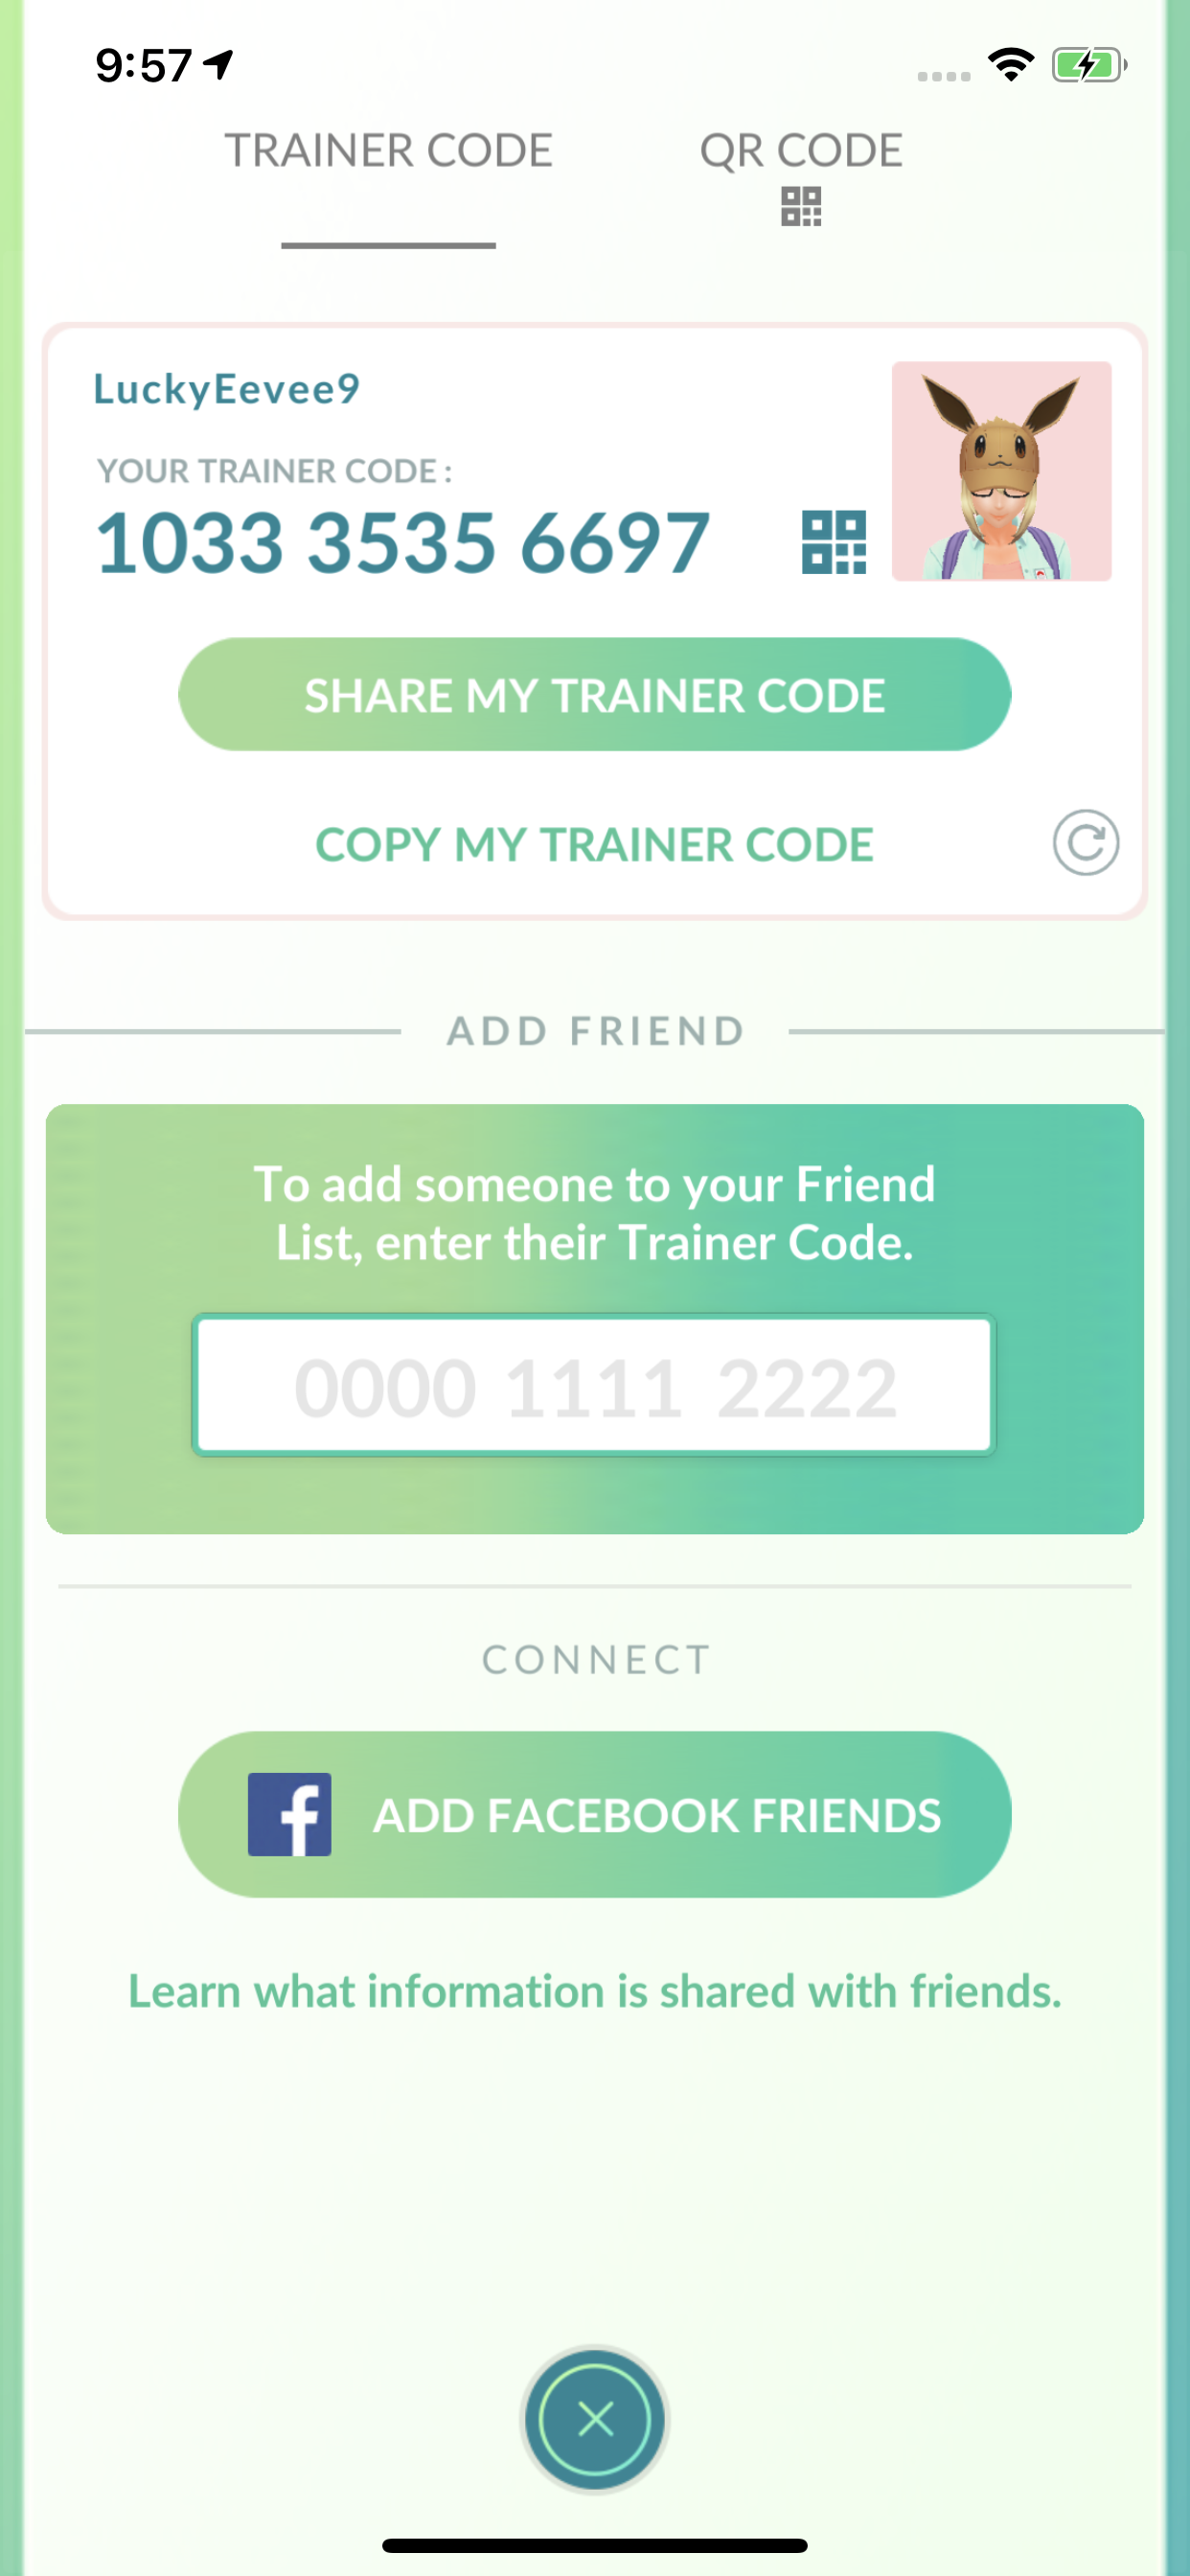 9:57
TRAINER CODE
QR CODE
LuckyEevee9
YOUR TRAINER CODE :
1033 3535 6697
SHARE MY TRAINER CODE
COPY MY TRAINER CODE
ADD FRIEND
To add someone to your Friend
List, enter their Trainer Code.
0000 1111 2222
CONNECT
f ADD FACEBOOK FRIENDS
Learn what information is shared with friends.